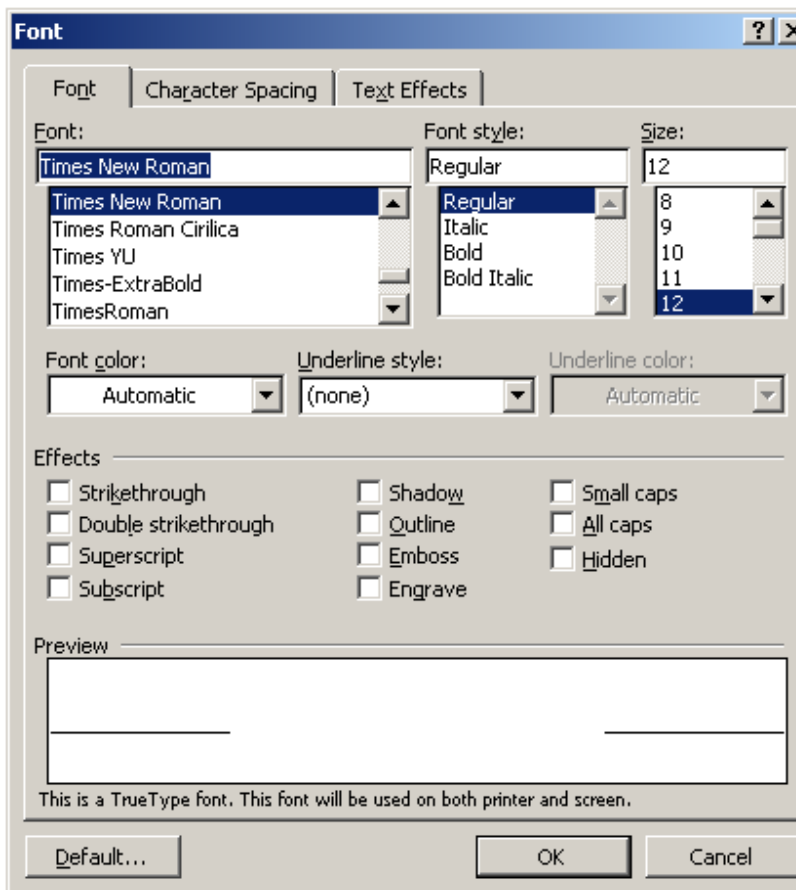 Font
Font Character Spacing Text Effects
Font: Font style: Size:
Times New Roman Regular 12
Times New Roman Regular 8
Times Roman Cirilica Italic 9
Times YU Bold 10
Times-ExtraBold Bold Italic 11
TimesRoman 12
Font color: Underline style: Underline color:
Automatic (none) Automatic
Effects
Strikethrough Shadow Small caps
Double strikethrough Outline All caps
Superscript Emboss Hidden
Subscript Engrave
Preview
This is a TrueType font. This font will be used on both printer and screen.
Default... OK Cancel